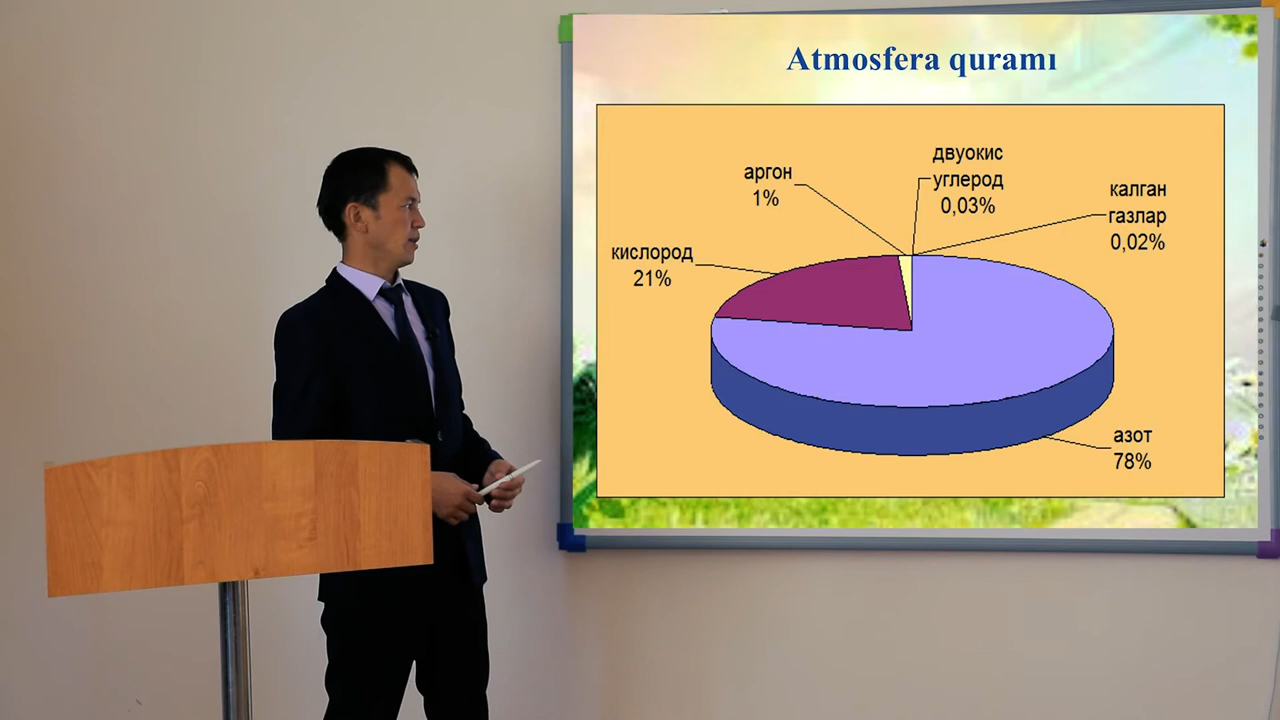 Atmosfera quramı
двуокис
углерод
0,03%
аргон
1%
калган
газлар
0,02%
кислород
21%
азот
78%